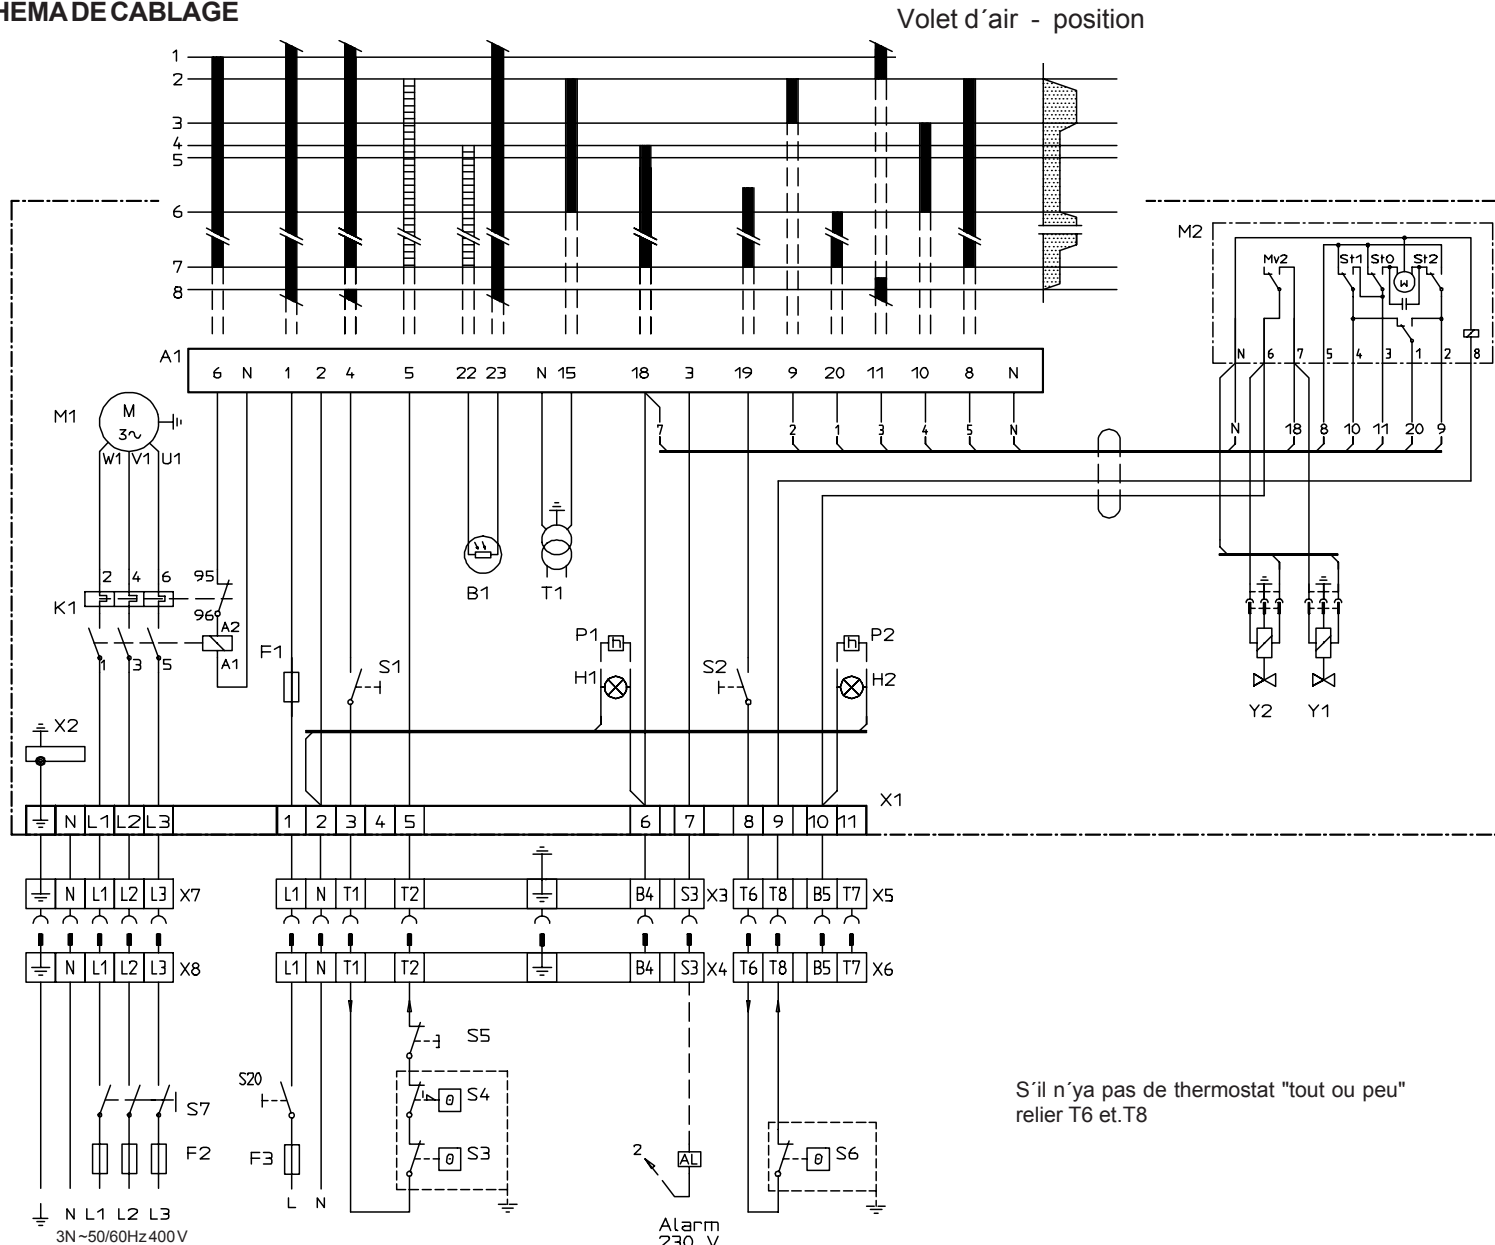 HEMA DE CABLAGE
Volet d´air - position
1
2
3
4
5
6
7
8
A1
6 N 1 2 4 5 22 23 N 15 18 3 19 9 20 11 10 8 N
M2
Mv2 St1 St0 St2
M
N 6 7 5 4 3 1 2 8
M1
M
3~
W1 V1 U1
7 2 1 3 4 5 N
N 18 8 10 11 20 9
B1
T1
K1
2 4 6
95
96
A2
A1
1 3 5
F1
S1
P1
H1
S2
P2
H2
Y2
Y1
X2
X1
N L1 L2 L3
1 2 3 4 5 6 7 8 9 10 11
N L1 L2 L3 X7
L1 N T1 T2 B4 S3 X3 T6 T8 B5 T7 X5
N L1 L2 L3 X8
L1 N T1 T2 B4 S3 X4 T6 T8 B5 T7 X6
S5
S20
S4
θ
S7
F2
F3
S3
θ
2
AL
S6
θ
S´il n´ya pas de thermostat "tout ou peu"
relier T6 et.T8
L N
N L1 L2 L3
3N~50/60Hz400V
Alarm
230 V